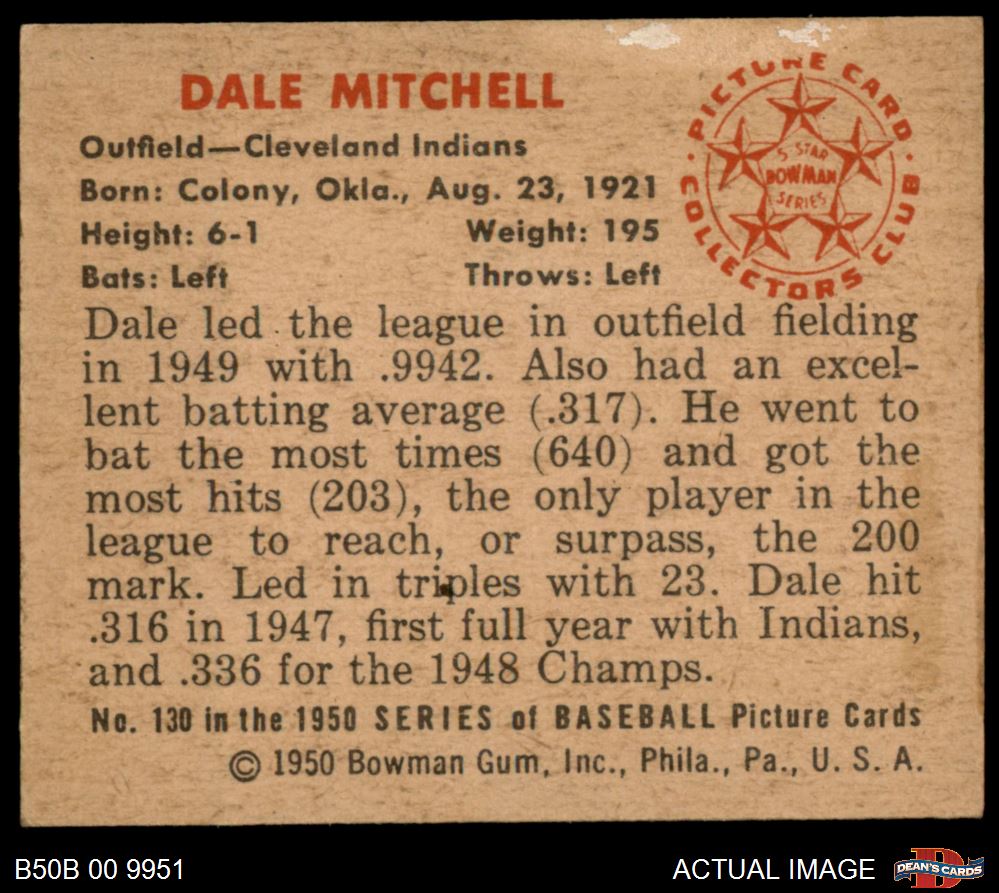 DALE MITCHELL
Outfield—Cleveland Indians
Born: Colony, Okla., Aug. 23, 1921
Height: 6-1 Weight: 195
Bats: Left Throws: Left
PICTURE CARD COLLECTORS CLUB
5 STAR
BOWMAN
SERIES
Dale led the league in outfield fielding
in 1949 with .9942. Also had an excel-
lent batting average (.317). He went to
bat the most times (640) and got the
most hits (203), the only player in the
league to reach, or surpass, the 200
mark. Led in triples with 23. Dale hit
.316 in 1947, first full year with Indians,
and .336 for the 1948 Champs.
No. 130 in the 1950 SERIES of BASEBALL Picture Cards
© 1950 Bowman Gum, Inc., Phila., Pa., U. S. A.
B50B 00 9951
ACTUAL IMAGE
D
DEAN'S CARDS